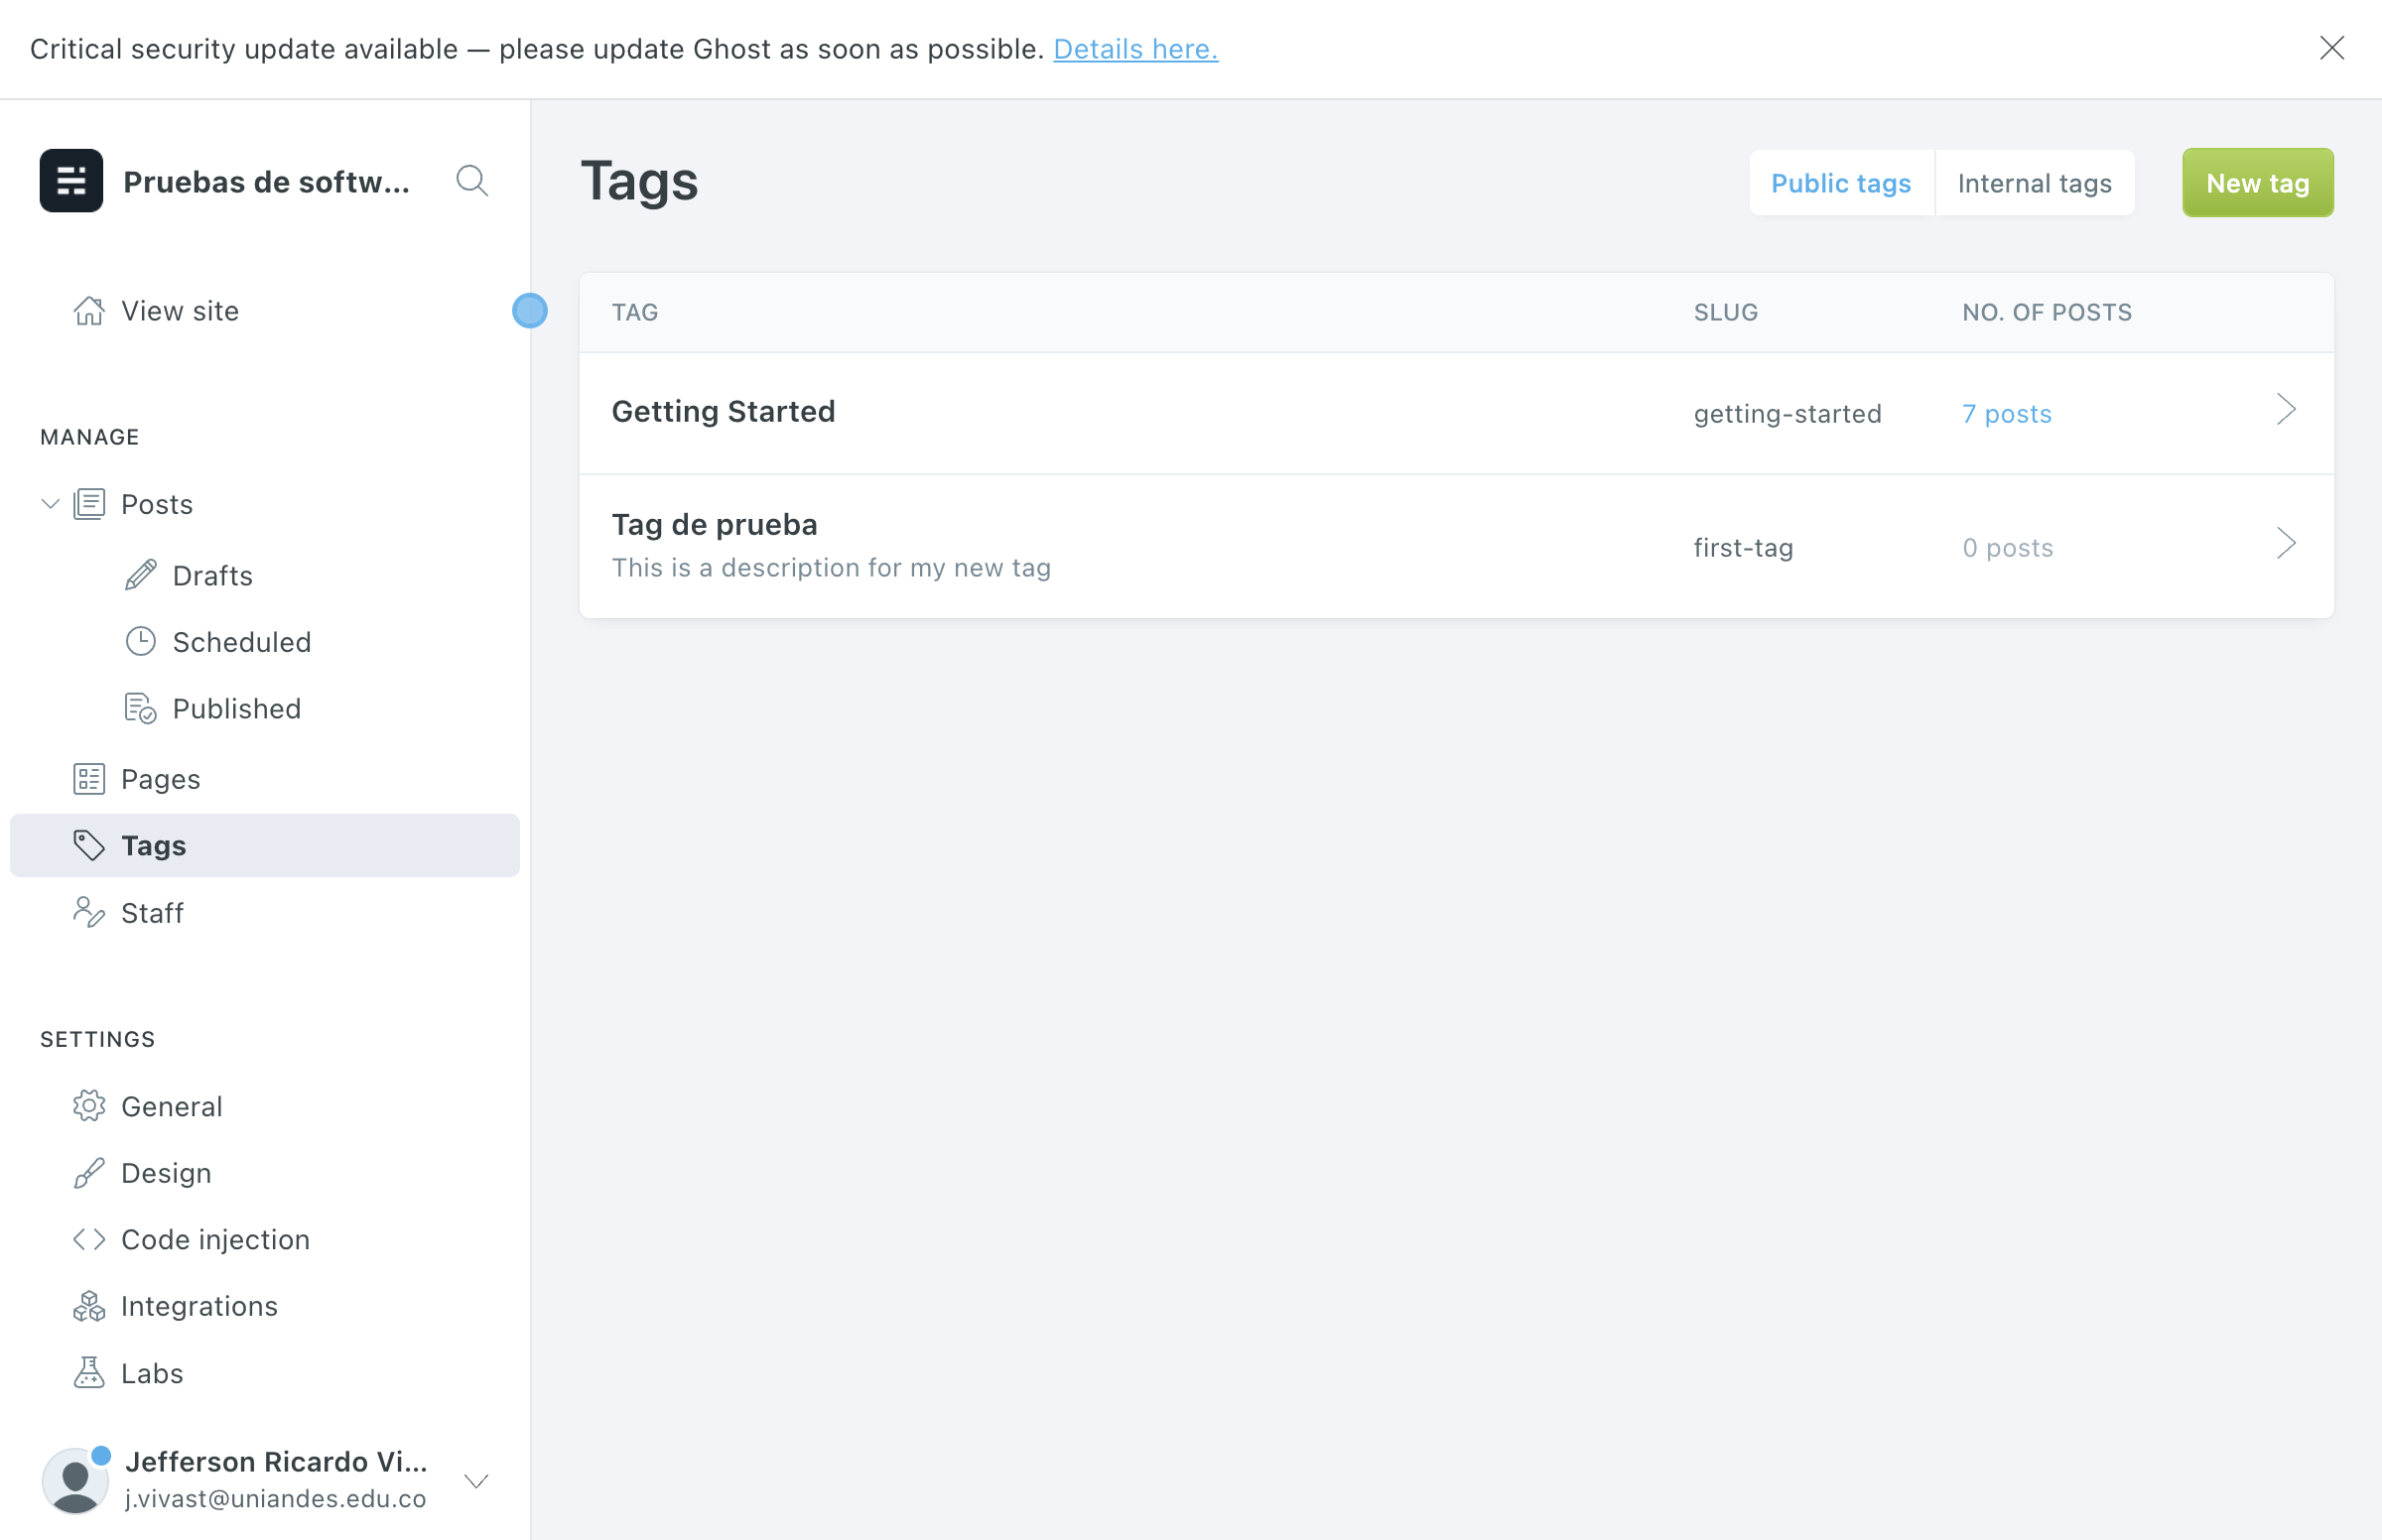 Critical security update available — please update Ghost as soon as possible. Details here.
Pruebas de softw...
View site
MANAGE
Posts
Drafts
Scheduled
Published
Pages
Tags
Staff
SETTINGS
General
Design
Code injection
Integrations
Labs
Jefferson Ricardo Vi...
j.vivast@uniandes.edu.co
Tags
Public tags
Internal tags
New tag
TAG SLUG NO. OF POSTS
Getting Started getting-started 7 posts
Tag de prueba
This is a description for my new tag
first-tag 0 posts